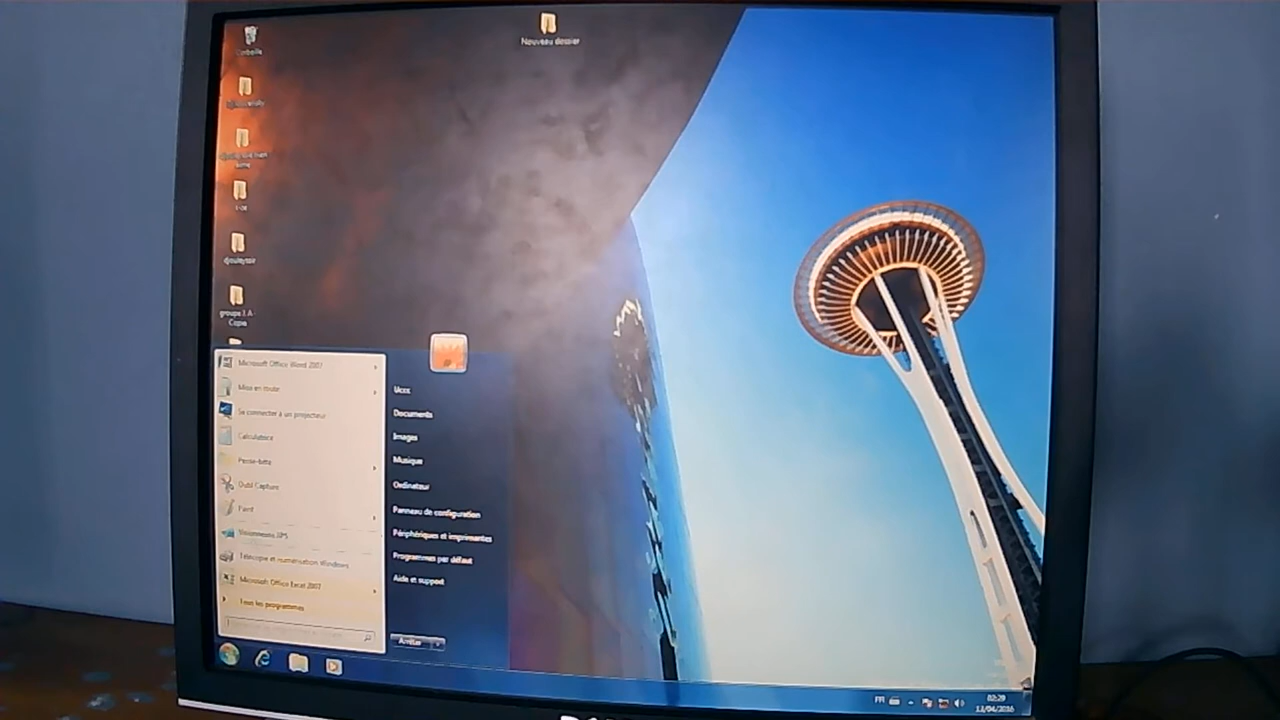 Corbeille
Nouveau dossier
groupe 1 A -
Copie
Microsoft Office Word 2007
Mise en route
Se connecter à un projecteur
Calculatrice
Pense-bête
Outil Capture
Paint
Visionneuse XPS
Télécopie et numérisation Windows
Microsoft Office Excel 2007
Tous les programmes
Documents
Images
Musique
Ordinateur
Panneau de configuration
Périphériques et imprimantes
Programmes par défaut
Aide et support
Arrêter
FR
02:29
13/04/2016